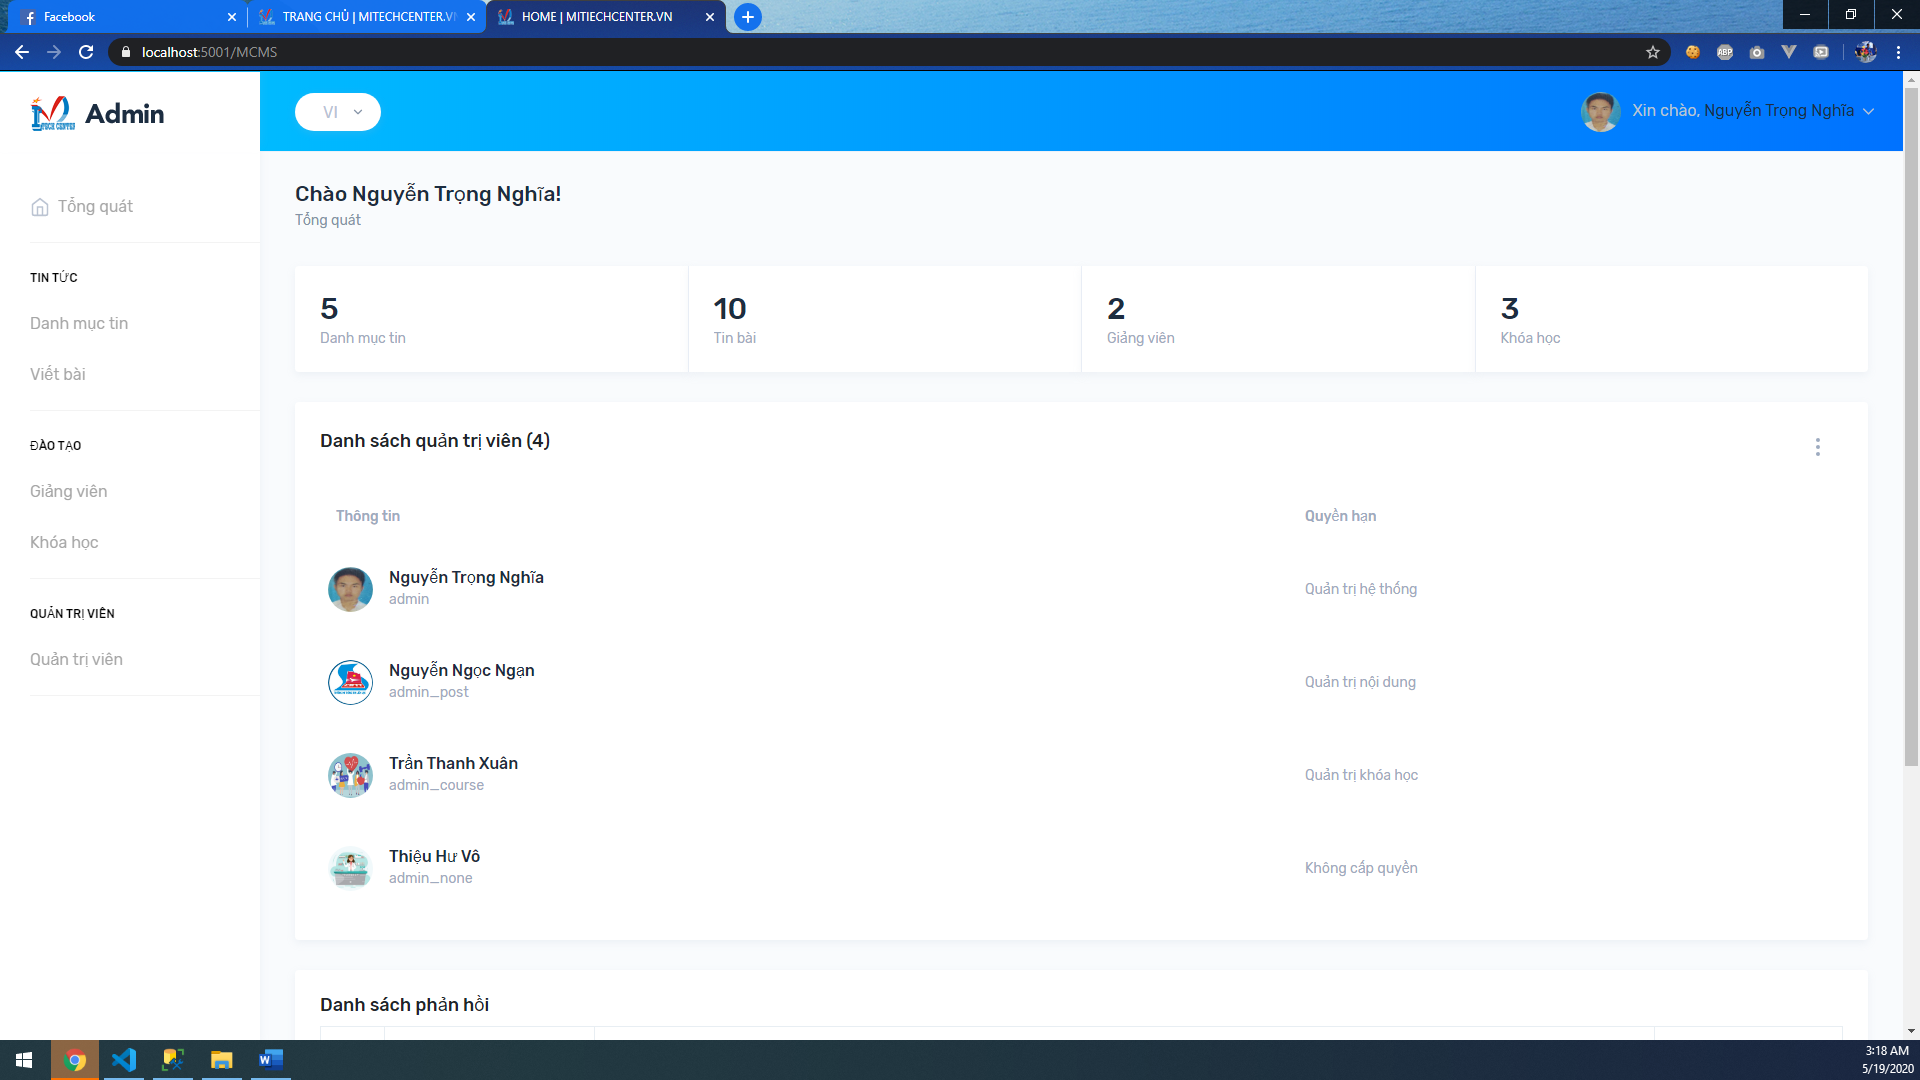 Facebook
TRANG CHỦ | MITECHCENTER.VN
HOME | MITIECHCENTER.VN
localhost:5001/MCMS
ABP
TECH CENTER
Admin
VI
Xin chào, Nguyễn Trọng Nghĩa
Tổng quát
TIN TỨC
Danh mục tin
Viết bài
ĐÀO TẠO
Giảng viên
Khóa học
QUẢN TRỊ VIÊN
Quản trị viên
Chào Nguyễn Trọng Nghĩa!
Tổng quát
5
Danh mục tin
10
Tin bài
2
Giảng viên
3
Khóa học
Danh sách quản trị viên (4)
Thông tin
Quyền hạn
Nguyễn Trọng Nghĩa
admin
Quản trị hệ thống
Nguyễn Ngọc Ngạn
admin_post
Quản trị nội dung
Trần Thanh Xuân
admin_course
Quản trị khóa học
Thiệu Hư Vô
admin_none
Không cấp quyền
Danh sách phản hồi
3:18 AM
5/19/2020